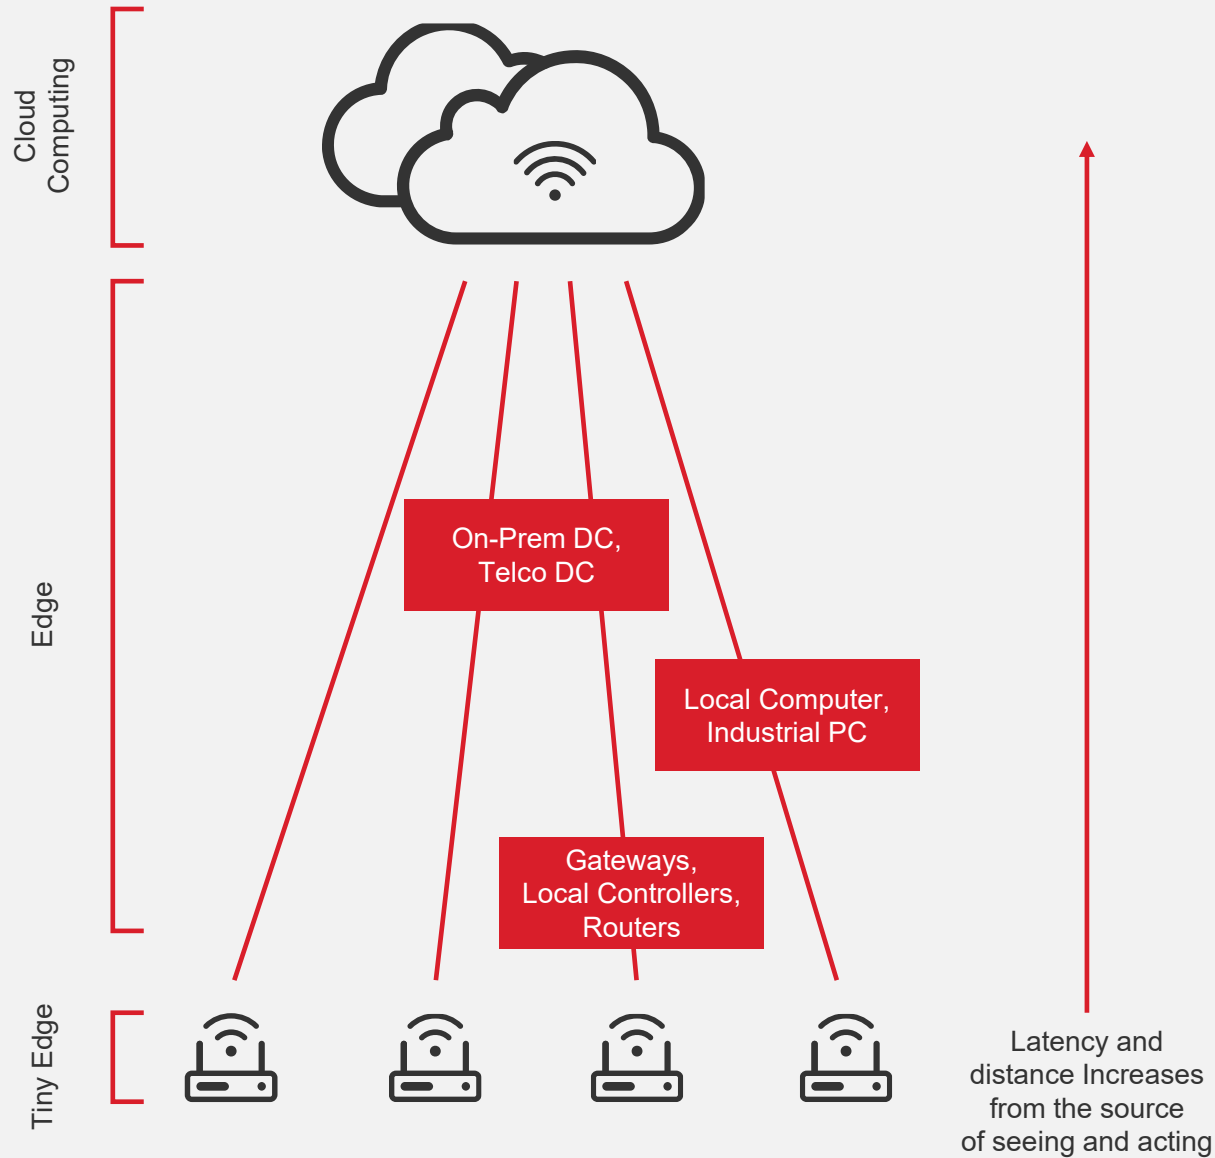 Cloud
Computing
On-Prem DC,
Telco DC
Edge
Local Computer,
Industrial PC
Gateways,
Local Controllers,
Routers
Tiny Edge
Latency and
distance Increases
from the source
of seeing and acting